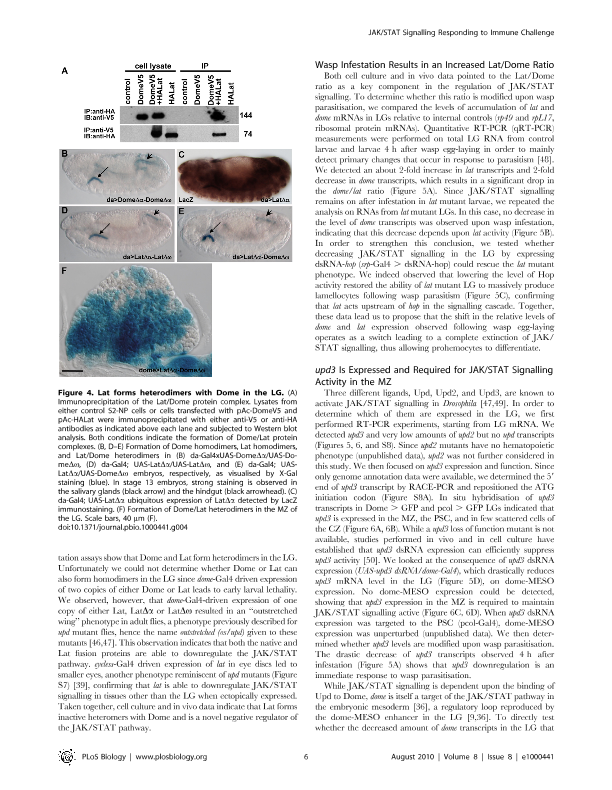 JAK/STAT Signalling Responding to Immune Challenge
A
cell lysate
IP
control
DomeV5
DomeV5
+HALat
HALat
control
DomeV5
DomeV5
+HALat
HALat
IP:anti-HA
IB:anti-V5
144
IP:anti-V5
IB:anti-HA
74
B
da>DomeΔα-DomeΔω
C
LacZ
da>LatΔα
D
da>LatΔα-LatΔω
E
da>LatΔα-DomeΔω
F
Figure 4. Lat forms heterodimers with Dome in the LG. (A)
Immunoprecipitation of the Lat/Dome protein complex. Lysates from
either control S2-NP cells or cells transfected with pAc-DomeV5 and
pAc-HALat were immunoprecipitated with either anti-V5 or anti-HA
antibodies as indicated above each lane and subjected to Western blot
analysis. Both conditions indicate the formation of Dome/Lat protein
complexes. (B, D–E) Formation of Dome homodimers, Lat homodimers,
and Lat/Dome heterodimers in (B) da-Gal4xUAS-DomeΔα/UAS-Do-
meΔω, (D) da-Gal4; UAS-LatΔα/UAS-LatΔω, and (E) da-Gal4; UAS-
LatΔα/UAS-DomeΔω embryos, respectively, as visualised by X-Gal
staining (blue). In stage 13 embryos, strong staining is observed in
the salivary glands (black arrow) and the hindgut (black arrowhead). (C)
da-Gal4; UAS-LatΔα ubiquitous expression of LatΔα detected by LacZ
immunostaining. (F) Formation of Dome/Lat heterodimers in the MZ of
the LG. Scale bars, 40 µm (F).
doi:10.1371/journal.pbio.1000441.g004
tation assays show that Dome and Lat form heterodimers in the LG.
Unfortunately we could not determine whether Dome or Lat can
also form homodimers in the LG since dome-Gal4 driven expression
of two copies of either Dome or Lat leads to early larval lethality.
We observed, however, that dome-Gal4-driven expression of one
copy of either Lat, LatΔα or LatΔω resulted in an "outstretched
wing" phenotype in adult flies, a phenotype previously described for
upd mutant flies, hence the name outstretched (os/upd) given to these
mutants [46,47]. This observation indicates that both the native and
Lat fusion proteins are able to downregulate the JAK/STAT
pathway. eyeless-Gal4 driven expression of lat in eye discs led to
smaller eyes, another phenotype reminiscent of upd mutants (Figure
S7) [39], confirming that lat is able to downregulate JAK/STAT
signalling in tissues other than the LG when ectopically expressed.
Taken together, cell culture and in vivo data indicate that Lat forms
inactive heteromers with Dome and is a novel negative regulator of
the JAK/STAT pathway.
Wasp Infestation Results in an Increased Lat/Dome Ratio
Both cell culture and in vivo data pointed to the Lat/Dome
ratio as a key component in the regulation of JAK/STAT
signalling. To determine whether this ratio is modified upon wasp
parasitisation, we compared the levels of accumulation of lat and
dome mRNAs in LGs relative to internal controls (rp49 and rpL17,
ribosomal protein mRNAs). Quantitative RT-PCR (qRT-PCR)
measurements were performed on total LG RNA from control
larvae and larvae 4 h after wasp egg-laying in order to mainly
detect primary changes that occur in response to parasitism [48].
We detected an about 2-fold increase in lat transcripts and 2-fold
decrease in dome transcripts, which results in a significant drop in
the dome/lat ratio (Figure 5A). Since JAK/STAT signalling
remains on after infestation in lat mutant larvae, we repeated the
analysis on RNAs from lat mutant LGs. In this case, no decrease in
the level of dome transcripts was observed upon wasp infestation,
indicating that this decrease depends upon lat activity (Figure 5B).
In order to strengthen this conclusion, we tested whether
decreasing JAK/STAT signalling in the LG by expressing
dsRNA-hop (srp-Gal4 > dsRNA-hop) could rescue the lat mutant
phenotype. We indeed observed that lowering the level of Hop
activity restored the ability of lat mutant LG to massively produce
lamellocytes following wasp parasitism (Figure 5C), confirming
that lat acts upstream of hop in the signalling cascade. Together,
these data lead us to propose that the shift in the relative levels of
dome and lat expression observed following wasp egg-laying
operates as a switch leading to a complete extinction of JAK/
STAT signalling, thus allowing prohemocytes to differentiate.
upd3 Is Expressed and Required for JAK/STAT Signalling
Activity in the MZ
Three different ligands, Upd, Upd2, and Upd3, are known to
activate JAK/STAT signalling in Drosophila [47,49]. In order to
determine which of them are expressed in the LG, we first
performed RT-PCR experiments, starting from LG mRNA. We
detected upd3 and very low amounts of upd2 but no upd transcripts
(Figures 5, 6, and S8). Since upd2 mutants have no hematopoietic
phenotype (unpublished data), upd2 was not further considered in
this study. We then focused on upd3 expression and function. Since
only genome annotation data were available, we determined the 5′
end of upd3 transcript by RACE-PCR and repositioned the ATG
initiation codon (Figure S8A). In situ hybridisation of upd3
transcripts in Dome > GFP and pcol > GFP LGs indicated that
upd3 is expressed in the MZ, the PSC, and in few scattered cells of
the CZ (Figure 6A, 6B). While a upd3 loss of function mutant is not
available, studies performed in vivo and in cell culture have
established that upd3 dsRNA expression can efficiently suppress
upd3 activity [50]. We looked at the consequence of upd3 dsRNA
expression (UAS-upd3 dsRNA/dome-Gal4), which drastically reduces
upd3 mRNA level in the LG (Figure 5D), on dome-MESO
expression. No dome-MESO expression could be detected,
showing that upd3 expression in the MZ is required to maintain
JAK/STAT signalling active (Figure 6C, 6D). When upd3 dsRNA
expression was targeted to the PSC (pcol-Gal4), dome-MESO
expression was unperturbed (unpublished data). We then deter-
mined whether upd3 levels are modified upon wasp parasitisation.
The drastic decrease of upd3 transcripts observed 4 h after
infestation (Figure 5A) shows that upd3 downregulation is an
immediate response to wasp parasitisation.
While JAK/STAT signalling is dependent upon the binding of
Upd to Dome, dome is itself a target of the JAK/STAT pathway in
the embryonic mesoderm [36], a regulatory loop reproduced by
the dome-MESO enhancer in the LG [9,36]. To directly test
whether the decreased amount of dome transcripts in the LG that
PLoS Biology | www.plosbiology.org
6
August 2010 | Volume 8 | Issue 8 | e1000441